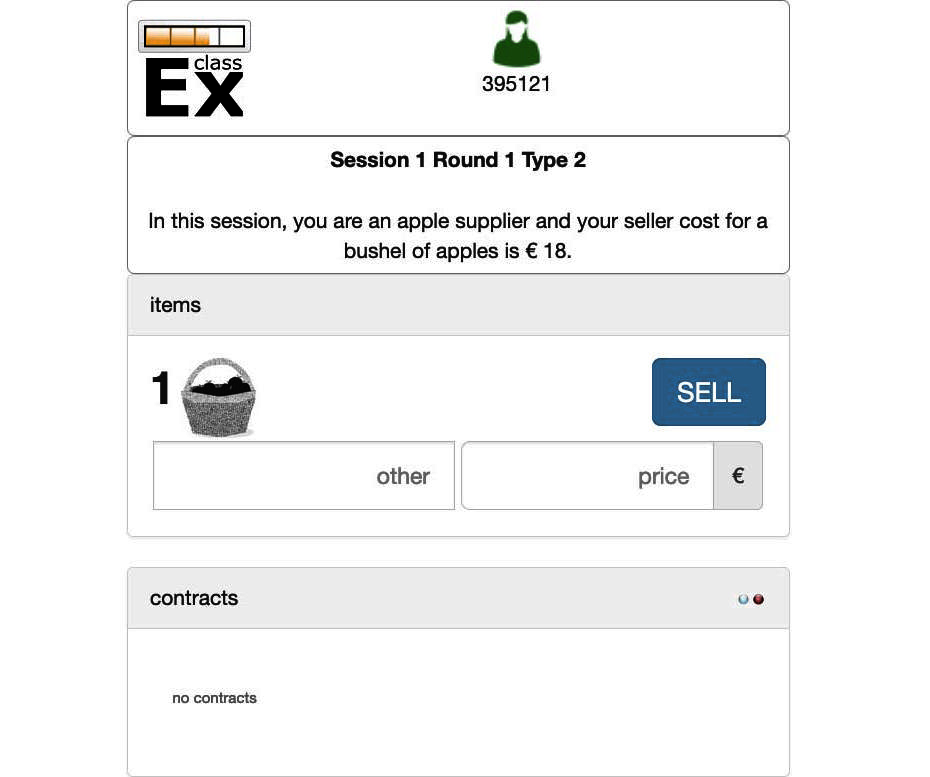 class
Ex
395121
Session 1 Round 1 Type 2
In this session, you are an apple supplier and your seller cost for a
bushel of apples is € 18.
items
1
SELL
other
price
€
contracts
no contracts